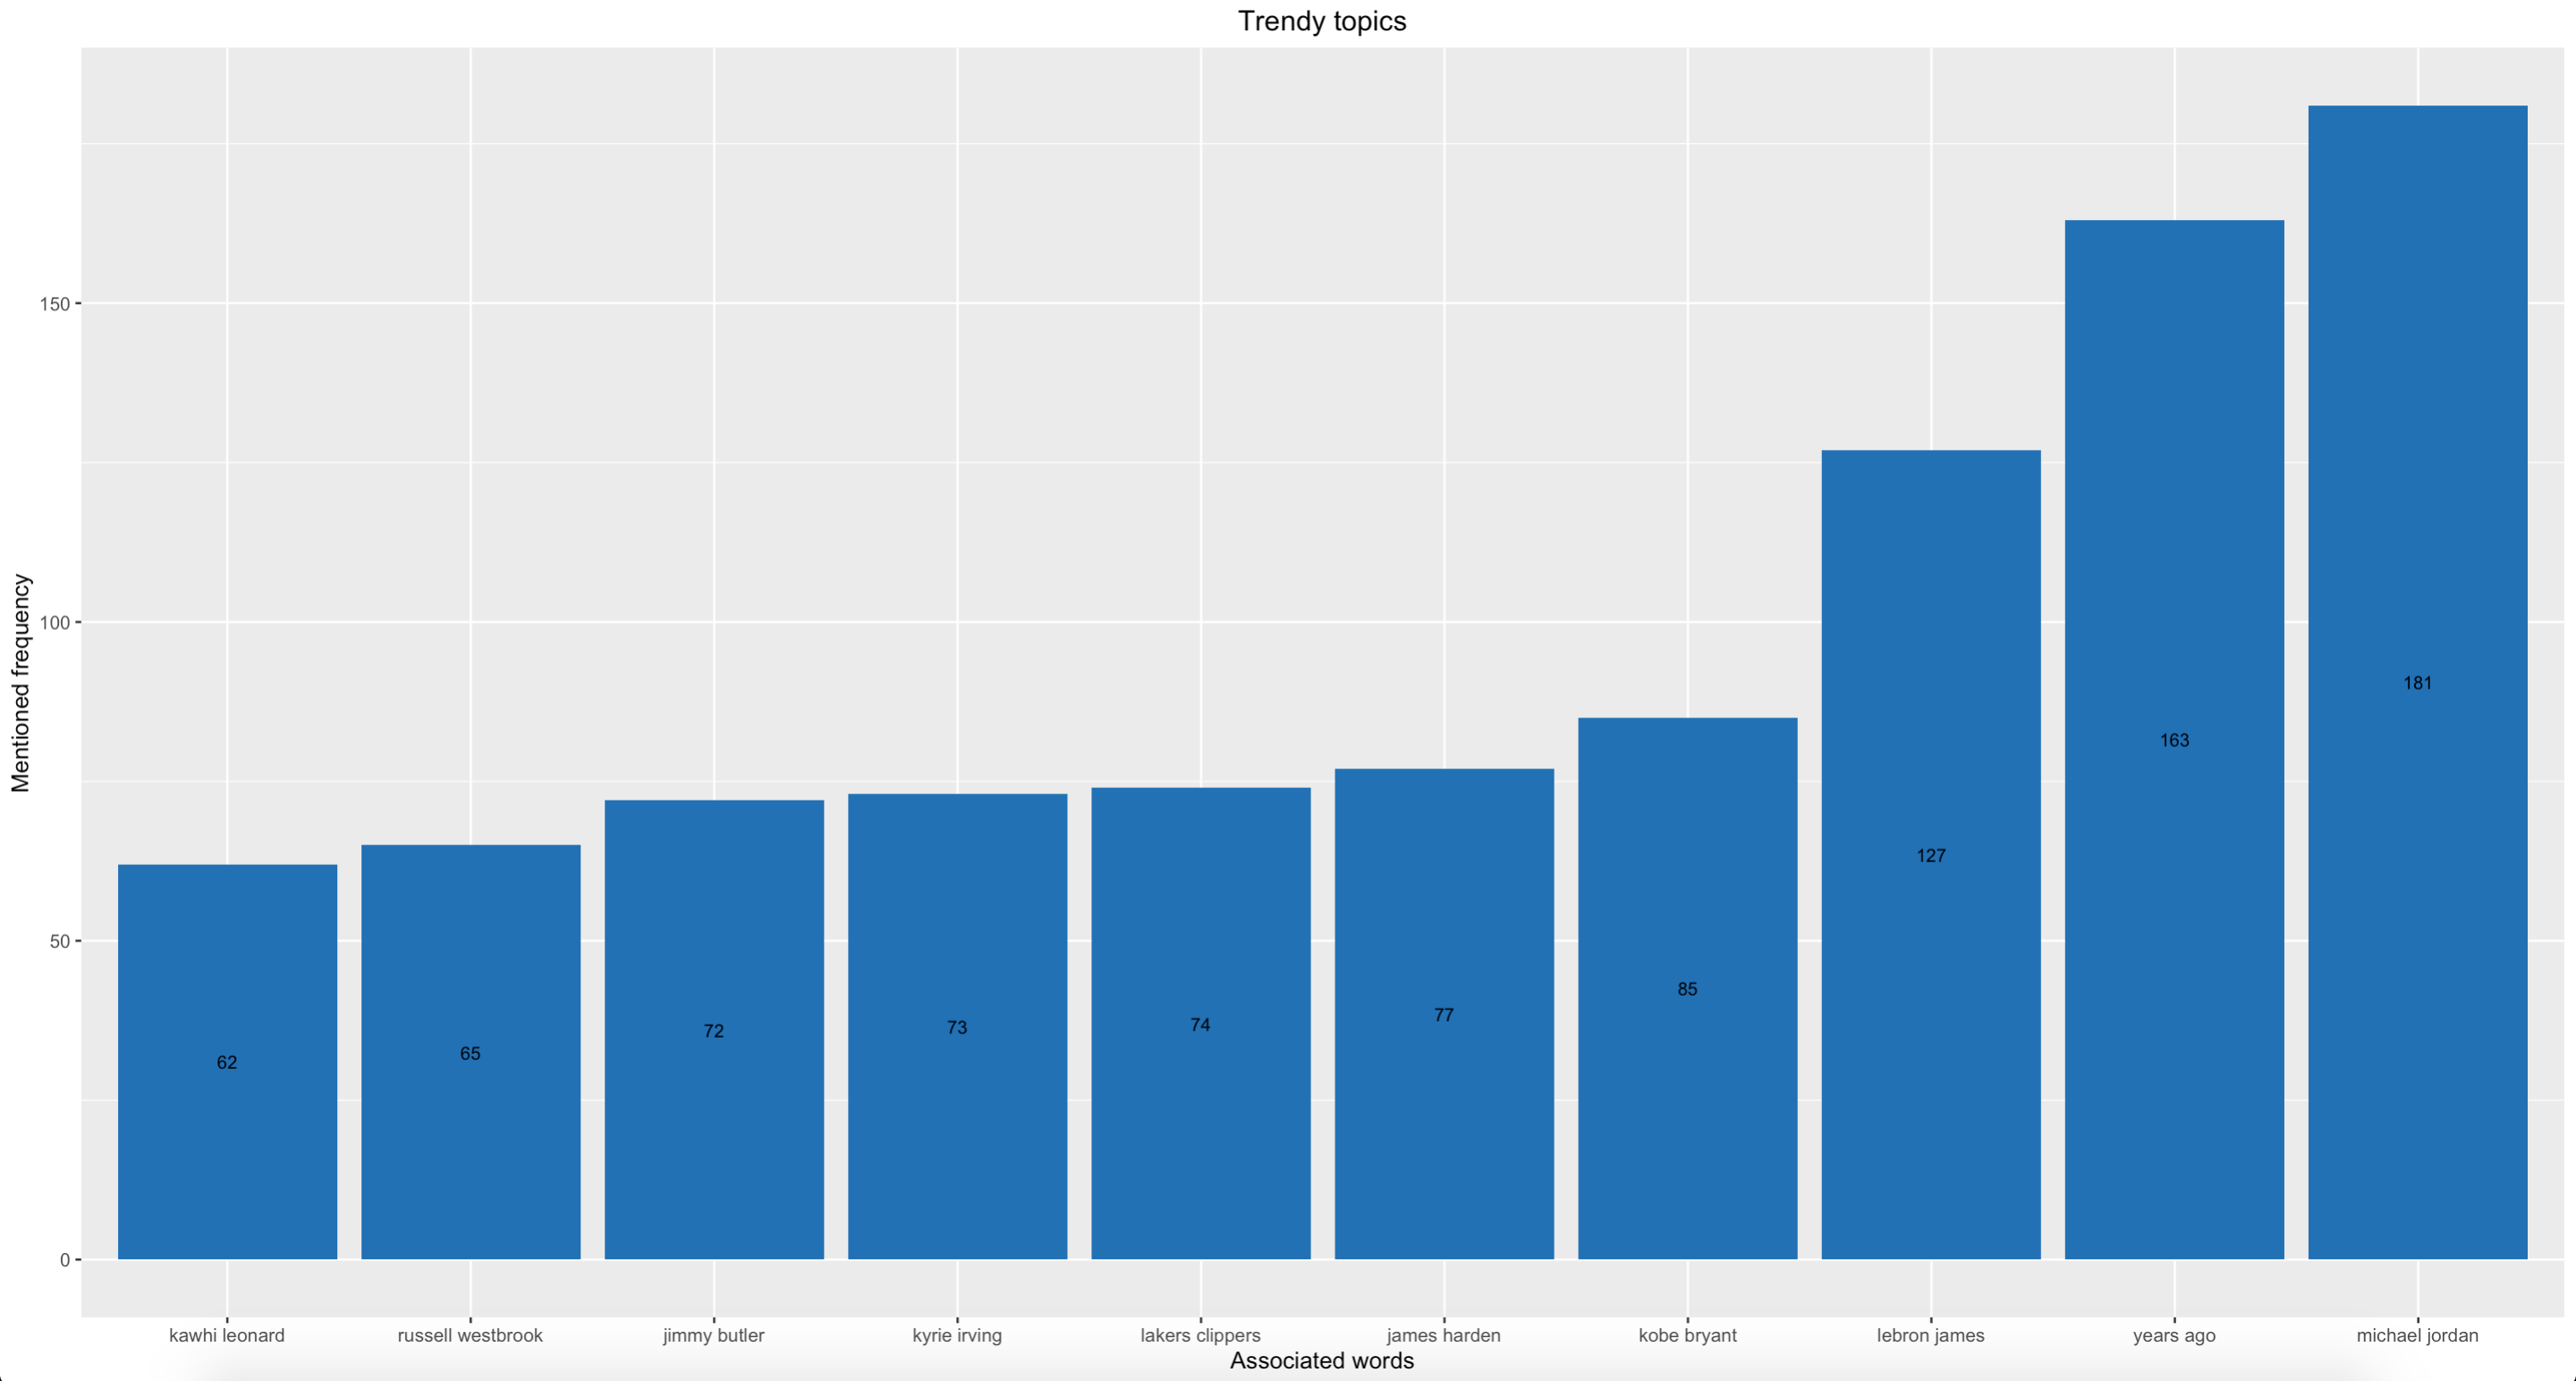 Trendy topics
Mentioned frequency
150
100
50
0
62
65
72
73
74
77
85
127
163
181
kawhi leonard
russell westbrook
jimmy butler
kyrie irving
lakers clippers
james harden
kobe bryant
lebron james
years ago
michael jordan
Associated words